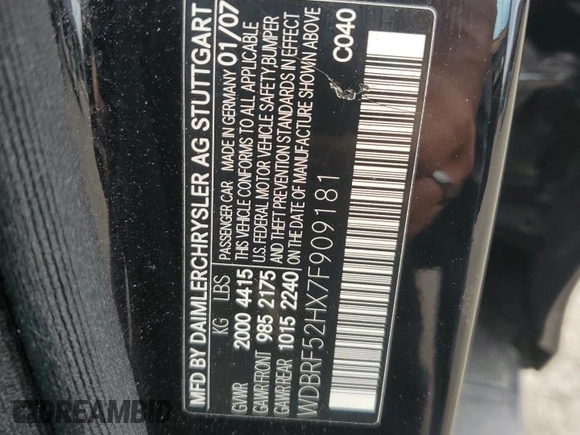 MFD BY DAIMLERCHRYSLER AG STUTTGART
PASSENGER CAR MADE IN GERMANY 01/07
KG LBS THIS VEHICLE CONFORMS TO ALL APPLICABLE
GVWR 2000 4415 U.S. FEDERAL MOTOR VEHICLE SAFETY, BUMPER
GAWR FRONT 985 2175 AND THEFT PREVENTION STANDARDS IN EFFECT
GAWR REAR 1015 2240 ON THE DATE OF MANUFACTURE SHOWN ABOVE
WDBRF52HX7F909181 C040
DREAMBID